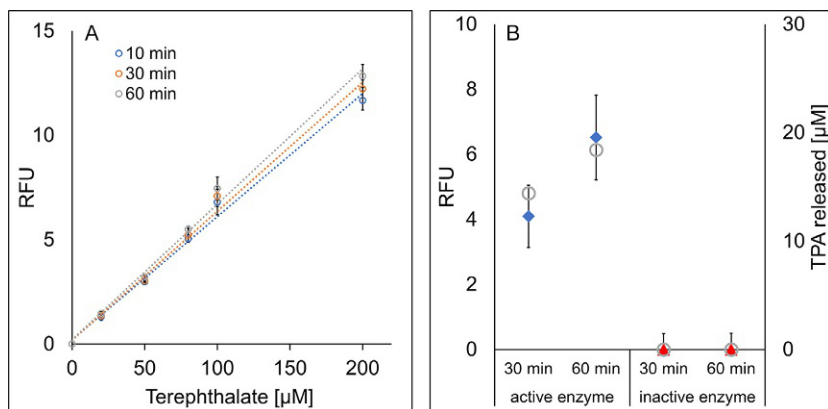 A
10 min
30 min
60 min
15
10
5
0
RFU
0 50 100 150 200
Terephthalate [µM]
B
10
8
6
4
2
0
RFU
30
20
10
0
TPA released [µM]
30 min 60 min 30 min 60 min
active enzyme inactive enzyme